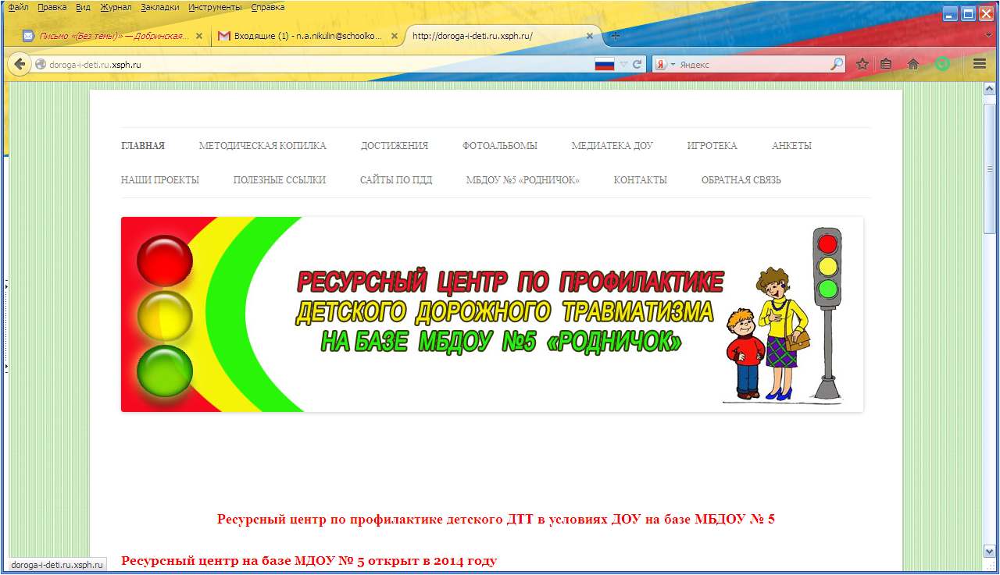 Файл Правка Вид Журнал Закладки Инструменты Справка
Письмо «(Без темы)» — Добринская... Входящие (1) - n.a.nikulin@schoolko... http://doroga-i-deti.ru.xsph.ru/
doroga-i-deti.ru.xsph.ru Я Яндекс
ГЛАВНАЯ МЕТОДИЧЕСКАЯ КОПИЛКА ДОСТИЖЕНИЯ ФОТОАЛЬБОМЫ МЕДИАТЕКА ДОУ ИГРОТЕКА АНКЕТЫ
НАШИ ПРОЕКТЫ ПОЛЕЗНЫЕ ССЫЛКИ САЙТЫ ПО ПДД МБДОУ №5 «РОДНИЧОК» КОНТАКТЫ ОБРАТНАЯ СВЯЗЬ
РЕСУРСНЫЙ ЦЕНТР ПО ПРОФИЛАКТИКЕ
ДЕТСКОГО ДОРОЖНОГО ТРАВМАТИЗМА
НА БАЗЕ МБДОУ №5 «РОДНИЧОК»
Ресурсный центр по профилактике детского ДТТ в условиях ДОУ на базе МБДОУ № 5
Ресурсный центр на базе МДОУ № 5 открыт в 2014 году
doroga-i-deti.ru.xsph.ru